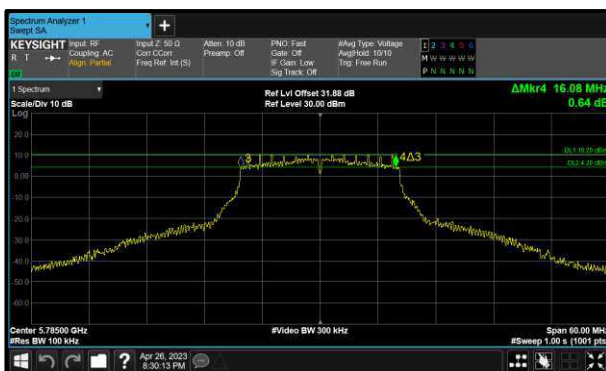 Spectrum Analyzer 1
Swept SA
+
KEYSIGHT
R T
Input: RF
Coupling: AC
Align: Partial
Input Z: 50 Ω
Corr CCorr
Freq Ref: Int (S)
Atten: 10 dB
Preamp: Off
PNO: Fast
Gate: Off
IF Gain: Low
Sig Track: Off
#Avg Type: Voltage
Avg|Hold: 10/10
Trig: Free Run
1 2 3 4 5 6
M W W W W W
P N N N N N
1 Spectrum
Scale/Div 10 dB
Log
Ref Lvl Offset 31.88 dB
Ref Level 30.00 dBm
ΔMkr4 16.08 MHz
0.64 dB
20.0
10.0
0.00
-10.0
-20.0
-30.0
-40.0
-50.0
-60.0
3
4Δ3
DL1 10.20 dBm
DL2 4.20 dBm
Center 5.78500 GHz
#Res BW 100 kHz
#Video BW 300 kHz
Span 60.00 MHz
#Sweep 1.00 s (1001 pts)
?
Apr 26, 2023
8:30:13 PM